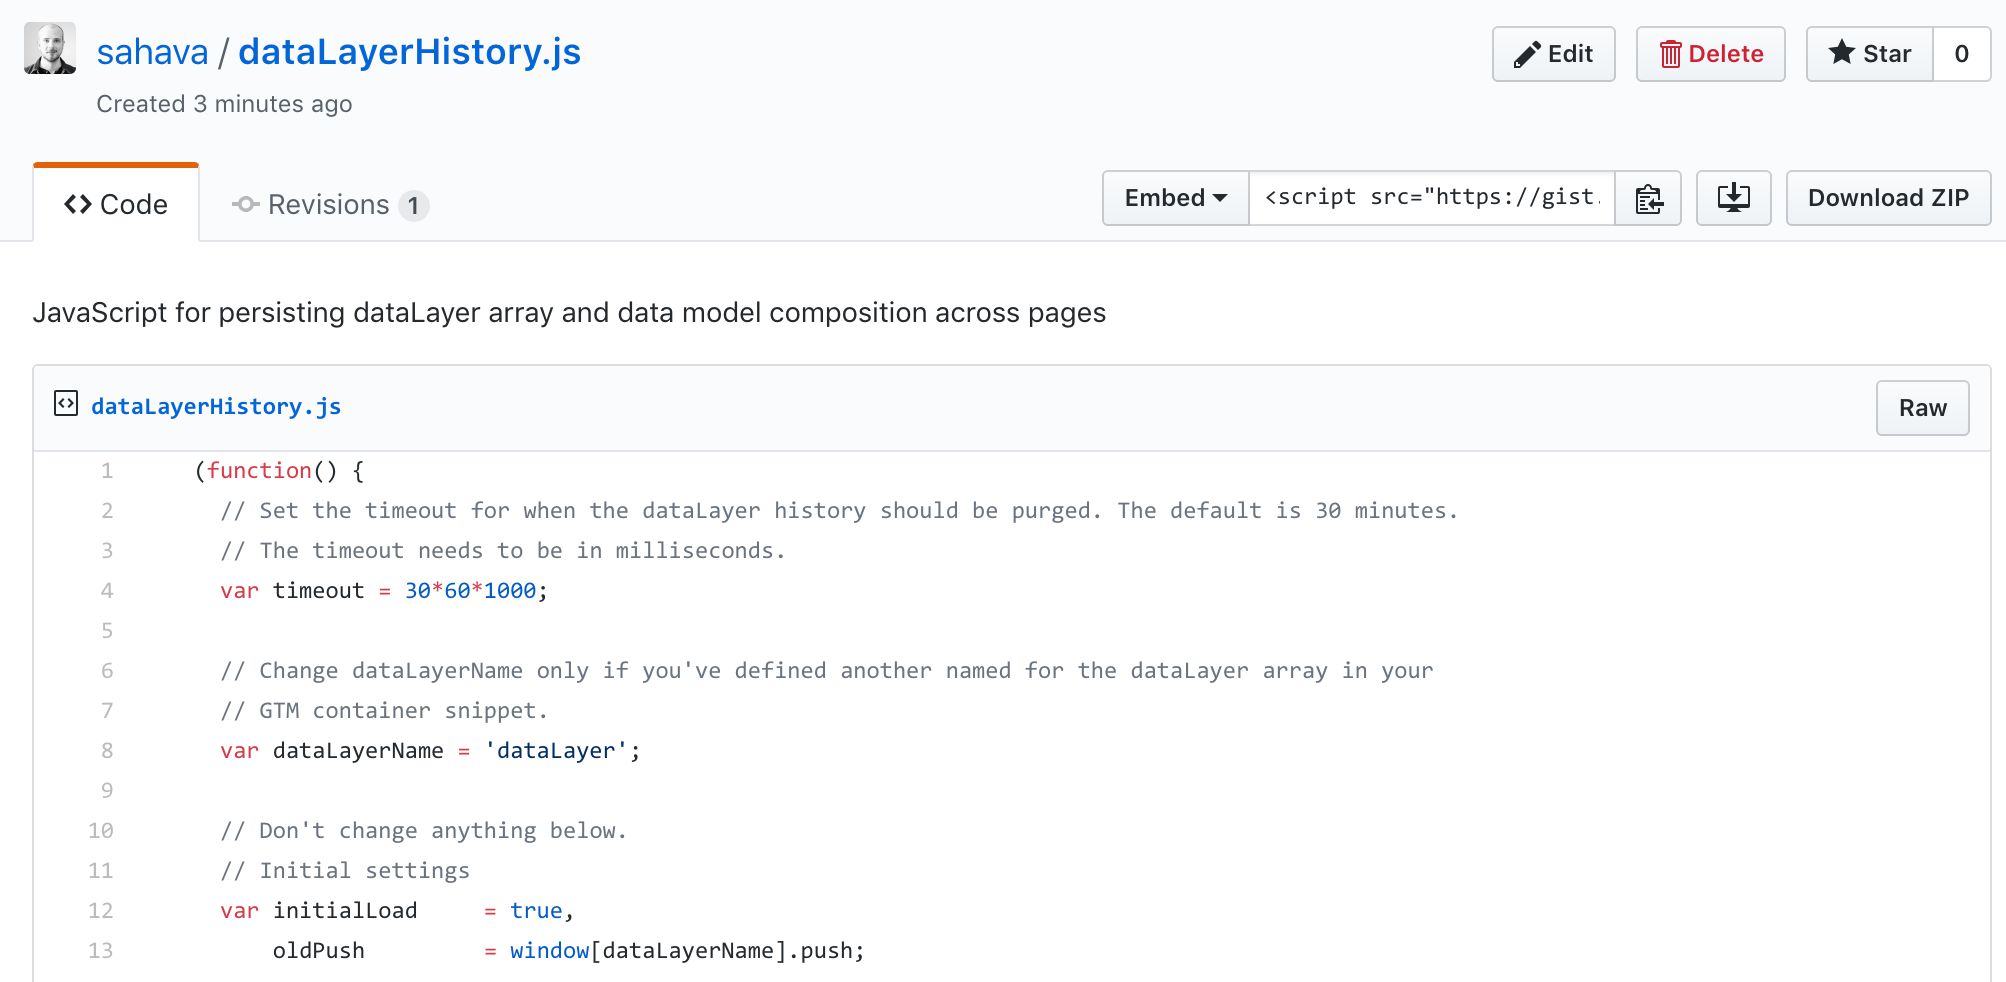 sahava / dataLayerHistory.js
Edit
Delete
Star
0
Created 3 minutes ago
Code
Revisions 1
Embed
<script src="https://gist.
Download ZIP
JavaScript for persisting dataLayer array and data model composition across pages
dataLayerHistory.js
Raw
1 (function() {
2 // Set the timeout for when the dataLayer history should be purged. The default is 30 minutes.
3 // The timeout needs to be in milliseconds.
4 var timeout = 30*60*1000;
5
6 // Change dataLayerName only if you've defined another named for the dataLayer array in your
7 // GTM container snippet.
8 var dataLayerName = 'dataLayer';
9
10 // Don't change anything below.
11 // Initial settings
12 var initialLoad = true,
13 oldPush = window[dataLayerName].push;